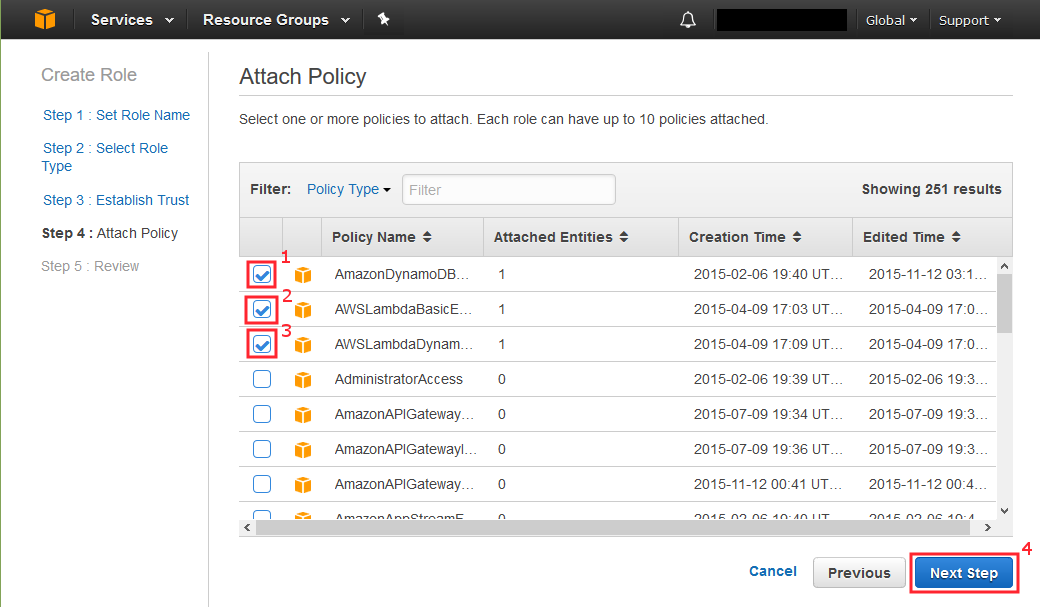 Services Resource Groups Global Support
Create Role
Step 1 : Set Role Name
Step 2 : Select Role
Type
Step 3 : Establish Trust
Step 4 : Attach Policy
Step 5 : Review
Attach Policy
Select one or more policies to attach. Each role can have up to 10 policies attached.
Filter: Policy Type Filter Showing 251 results
Policy Name Attached Entities Creation Time Edited Time
1
AmazonDynamoDB... 1 2015-02-06 19:40 UT... 2015-11-12 03:1...
2
AWSLambdaBasicE... 1 2015-04-09 17:03 UT... 2015-04-09 17:0...
3
AWSLambdaDynam... 1 2015-04-09 17:09 UT... 2015-04-09 17:0...
AdministratorAccess 0 2015-02-06 19:39 UT... 2015-02-06 19:3...
AmazonAPIGateway... 0 2015-07-09 19:34 UT... 2015-07-09 19:3...
AmazonAPIGatewayI... 0 2015-07-09 19:36 UT... 2015-07-09 19:3...
AmazonAPIGateway... 0 2015-11-12 00:41 UT... 2015-11-12 00:4...
0 2015-02-06 19:40 UT... 2015-02-06 19:4...
4
Cancel Previous Next Step